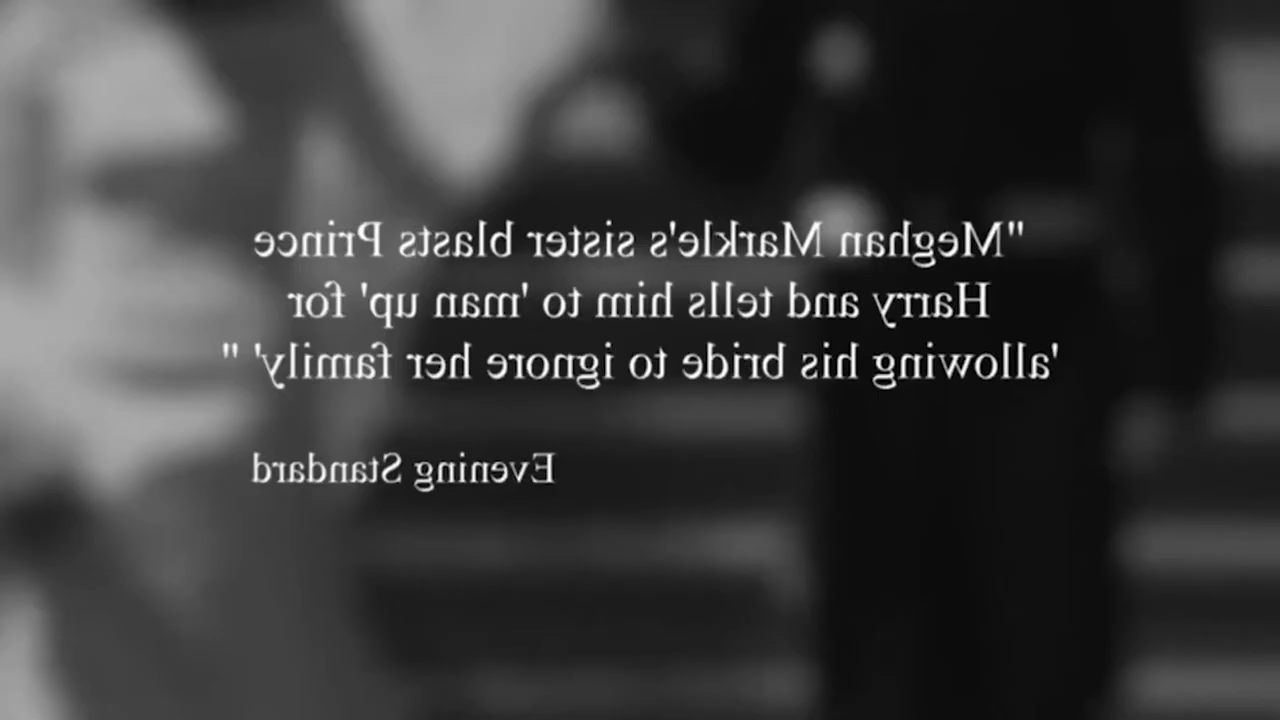 "Meghan Markle's sister blasts Prince
Harry and tells him to 'man up' for
'allowing his bride to ignore her family' "
Evening Standard